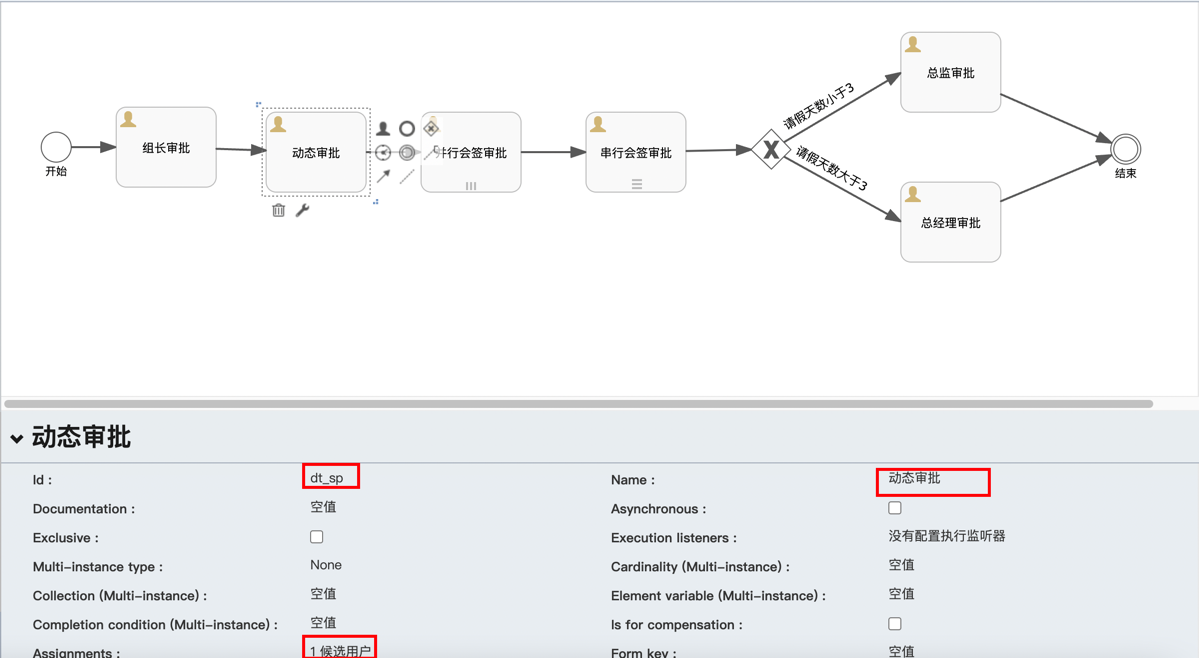 总监审批
请假天数小于3
组长审批
动态审批
并行会签审批
串行会签审批
开始
请假天数大于3
结束
总经理审批
动态审批
Id :
dt_sp
Name :
动态审批
Documentation :
空值
Asynchronous :
Exclusive :
Execution listeners :
没有配置执行监听器
Multi-instance type :
None
Cardinality (Multi-instance) :
空值
Collection (Multi-instance) :
空值
Element variable (Multi-instance) :
空值
Completion condition (Multi-instance) :
空值
Is for compensation :
Assignments :
1 候选用户
Form key :
空值